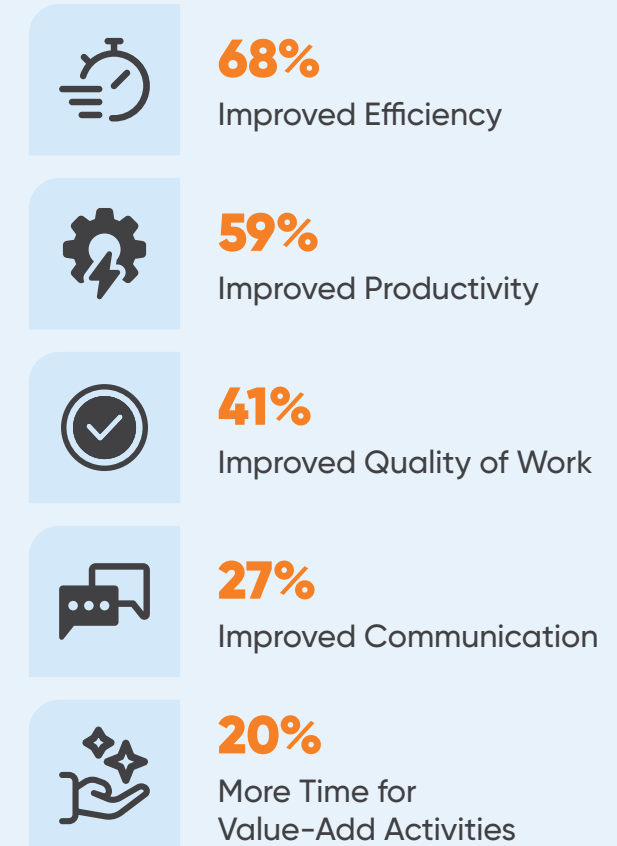 68%
Improved Efficiency
59%
Improved Productivity
41%
Improved Quality of Work
27%
Improved Communication
20%
More Time for
Value-Add Activities